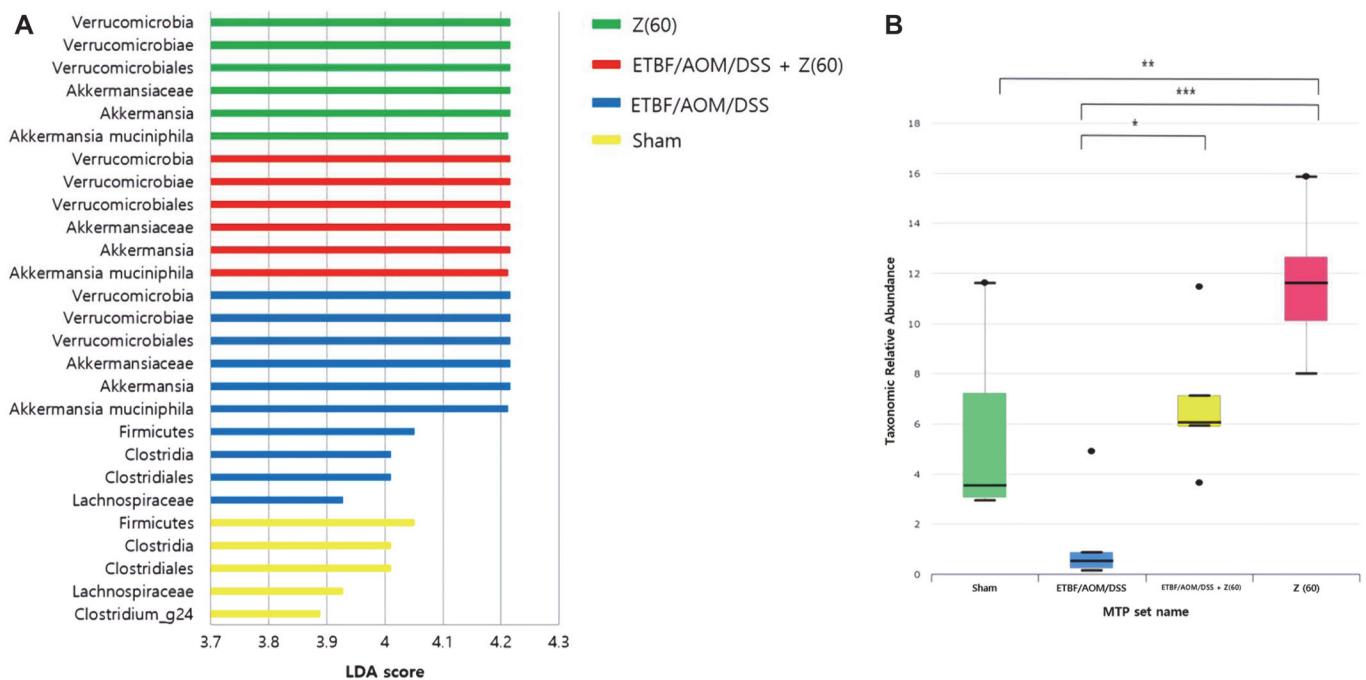 A
Verrucomicrobia
Verrucomicrobiae
Verrucomicrobiales
Akkermansiaceae
Akkermansia
Akkermansia muciniphila
Verrucomicrobia
Verrucomicrobiae
Verrucomicrobiales
Akkermansiaceae
Akkermansia
Akkermansia muciniphila
Verrucomicrobia
Verrucomicrobiae
Verrucomicrobiales
Akkermansiaceae
Akkermansia
Akkermansia muciniphila
Firmicutes
Clostridia
Clostridiales
Lachnospiraceae
Firmicutes
Clostridia
Clostridiales
Lachnospiraceae
Clostridium_g24
3.7 3.8 3.9 4 4.1 4.2 4.3
LDA score
Z(60)
ETBF/AOM/DSS + Z(60)
ETBF/AOM/DSS
Sham
B
**
***
*
Taxonomic Relative Abundance
18
16
14
12
10
8
6
4
2
0
Sham ETBF/AOM/DSS ETBF/AOM/DSS + Z(60) Z (60)
MTP set name